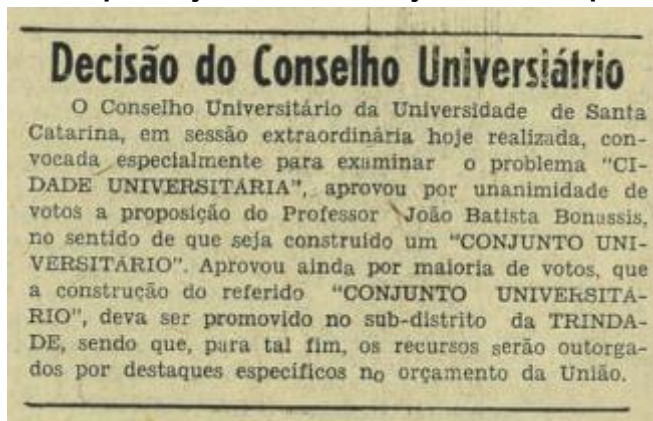 Decisão do Conselho Universiátrio
O Conselho Universitário da Universidade de Santa
Catarina, em sessão extraordinária hoje realizada, con-
vocada especialmente para examinar o problema "CI-
DADE UNIVERSITÁRIA", aprovou por unanimidade de
votos a proposição do Professor João Batista Bonassis,
no sentido de que seja construido um "CONJUNTO UNI-
VERSITÁRIO". Aprovou ainda por maioria de votos, que
a construção do referido "CONJUNTO UNIVERSITÁ-
RIO", deva ser promovido no sub-distrito da TRINDA-
DE, sendo que, para tal fim, os recursos serão outorga-
dos por destaques específicos no orçamento da União.